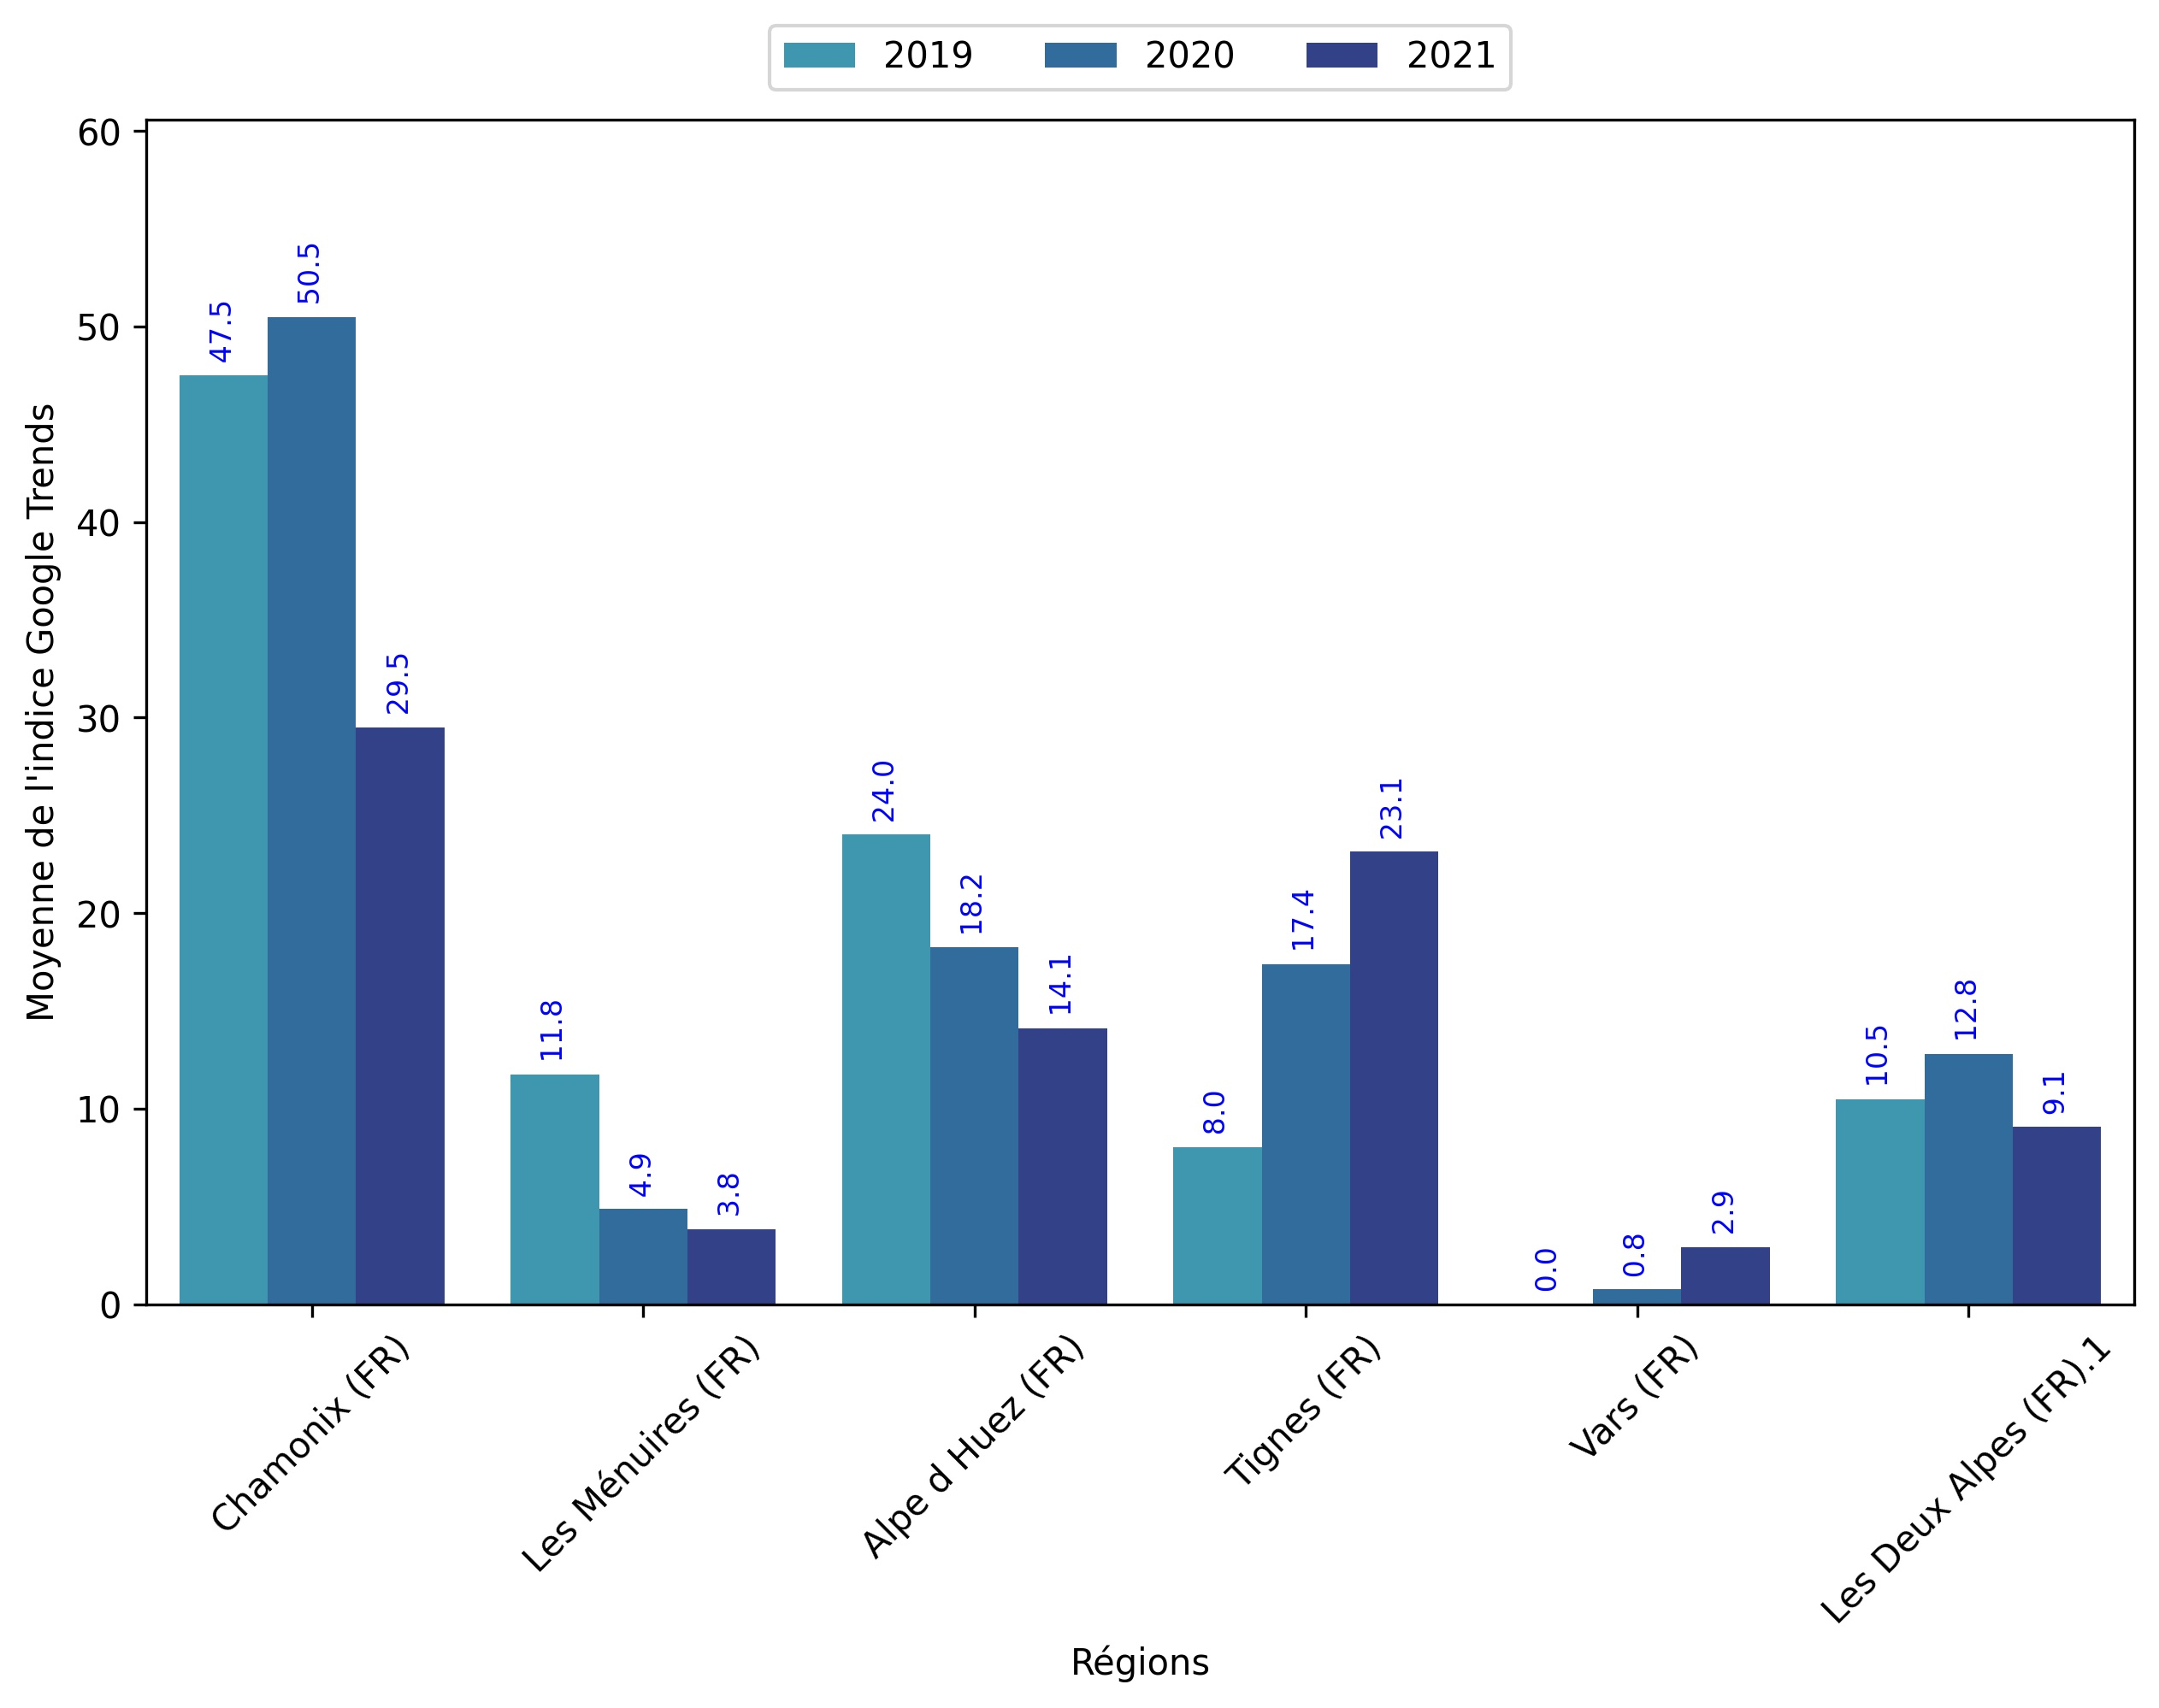 2019 2020 2021
Moyenne de l'indice Google Trends
60
50
40
30
20
10
0
47.5
50.5
29.5
11.8
4.9
3.8
24.0
18.2
14.1
8.0
17.4
23.1
0.0
0.8
2.9
10.5
12.8
9.1
Chamonix (FR)
Les Ménuires (FR)
Alpe d Huez (FR)
Tignes (FR)
Vars (FR)
Les Deux Alpes (FR).1
Régions